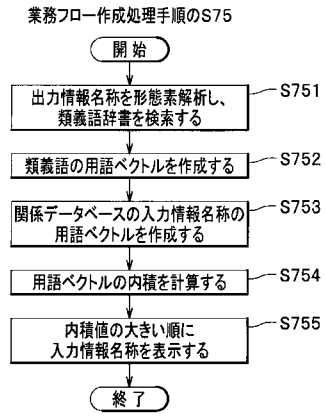 業務フロー作成処理手順のS75
開始
出力情報名称を形態素解析し、
類義語辞書を検索する
S751
類義語の用語ベクトルを作成する
S752
関係データベースの入力情報名称の
用語ベクトルを作成する
S753
用語ベクトルの内積を計算する
S754
内積値の大きい順に
入力情報名称を表示する
S755
終了